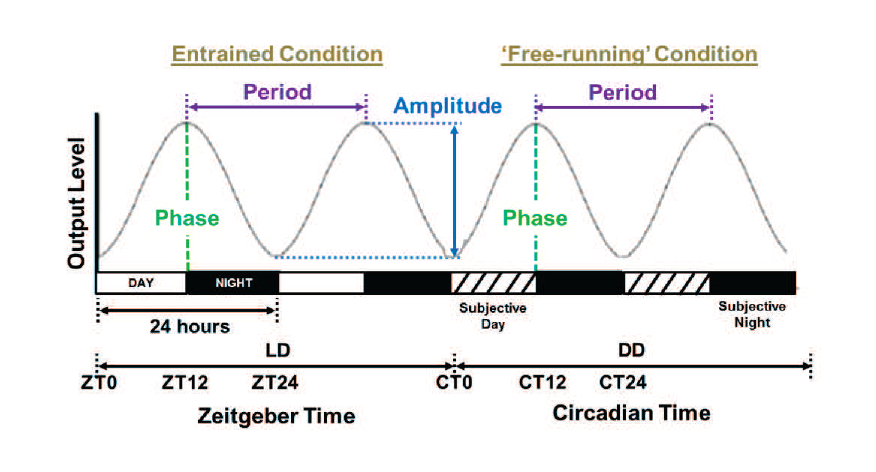 Entrained Condition
‘Free-running’ Condition
Period
Amplitude
Period
Output Level
Phase
Phase
DAY
NIGHT
24 hours
Subjective
Day
Subjective
Night
LD
DD
ZT0
ZT12
ZT24
CT0
CT12
CT24
Zeitgeber Time
Circadian Time